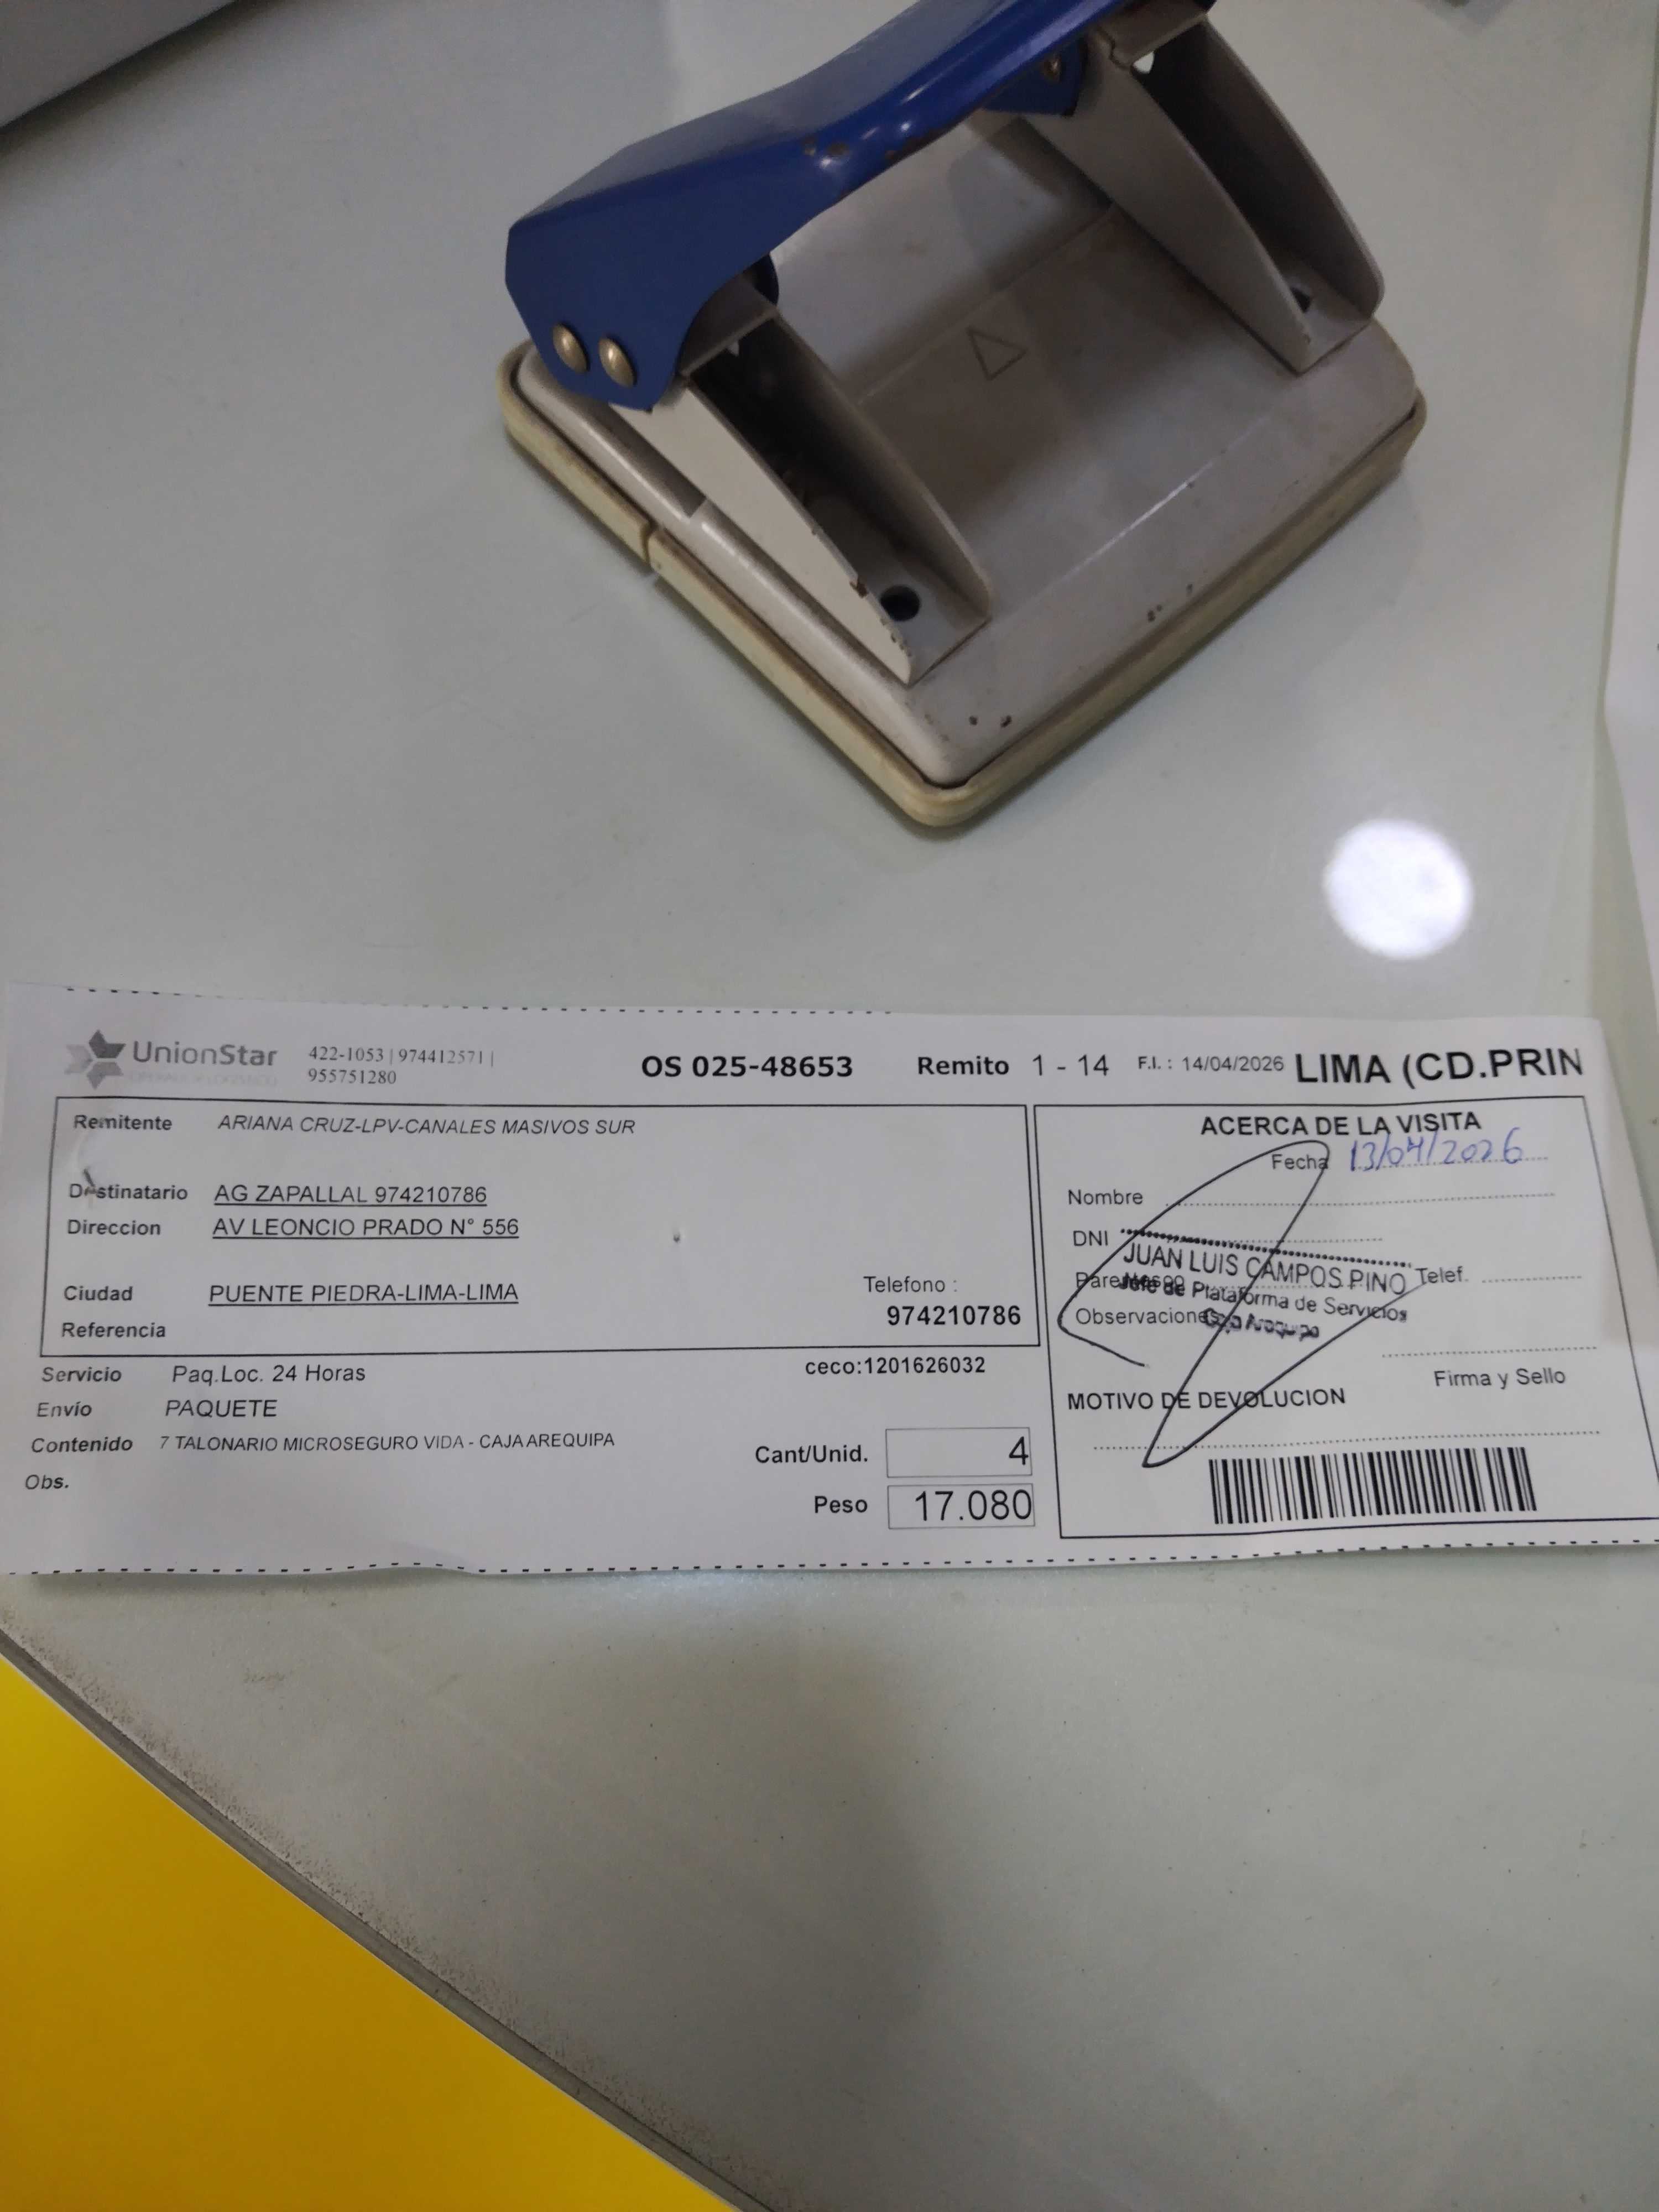 UnionStar 422-1053 | 974412571 |
955751280
OS 025-48653 Remito 1 - 14 F.I. : 14/04/2026 LIMA (CD.PRIN
Remitente ARIANA CRUZ-LPV-CANALES MASIVOS SUR
Destinatario AG ZAPALLAL 974210786
Direccion AV LEONCIO PRADO N° 556
Ciudad PUENTE PIEDRA-LIMA-LIMA
Telefono :
974210786
Referencia
Servicio Paq.Loc. 24 Horas
ceco:1201626032
Envío PAQUETE
Contenido 7 TALONARIO MICROSEGURO VIDA - CAJA AREQUIPA
Obs.
Cant/Unid. 4
Peso 17.080
ACERCA DE LA VISITA
Fecha 13/04/2026
Nombre
DNI
JUAN LUIS CAMPOS PINO
Parentesco Telef.
Jefe de Plataforma de Servicios
Observaciones
Caja Arequipa
Firma y Sello
MOTIVO DE DEVOLUCION